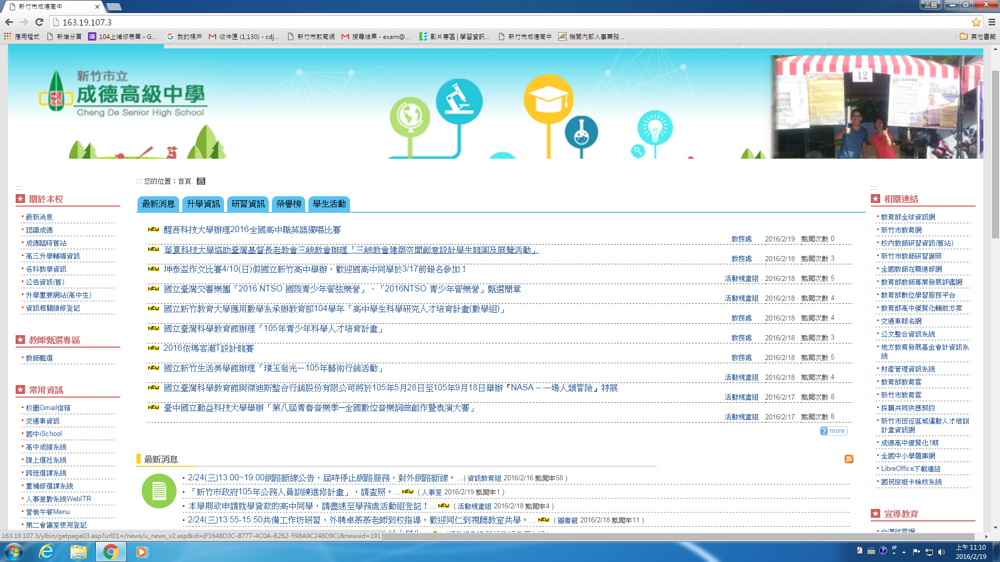 新竹市成德高中
志圓
163.19.107.3
應用程式
新增分頁
104上補修表單 - G...
我的帳戶
收件匣 (1,130) - cdj...
新竹市教育網
搜尋結果 - exam@...
影片專區 | 學習資訊...
新竹市成德高中
機關內部人事業務...
其他書籤
新竹市立
成德高級中學
Cheng De Senior High School
12
::: 您的位置：首頁.
:::
關於本校
最新消息
認識成德
成德臨時舊站
高三升學輔導資訊
各科教學資訊
公告資訊(舊)
升學重要網站(高中生)
資訊相關維修登記
教師甄選專區
教師甄選
常用資訊
校園Gmail信箱
交通車資訊
國中iSchool
高中成績系統
線上選社系統
跨班選課系統
重補修選課系統
人事差勤系統WebITR
營養午餐Menu
第二會議室使用登記
最新消息 升學資訊 研習資訊 榮譽榜 學生活動
NEW 醒吾科技大學辦理2016全國高中職英語獨唱比賽
教務處 2016/2/19 點閱次數 0
NEW 華夏科技大學協助臺灣基督長老教會三峽教會辦理「三峽教會建築空間創意設計學生競圖及展覽活動」
教務處 2016/2/18 點閱次數 3
NEW 坤泰盃作文比賽4/10(日)假國立新竹高中舉辦，歡迎國高中同學於3/17前報名參加！
活動規畫組 2016/2/18 點閱次數 5
NEW 國立臺灣交響樂團「2016 NTSO 國際青少年管弦樂營」、「2016NTSO 青少年管樂營」甄選簡章
活動規畫組 2016/2/18 點閱次數 4
NEW 國立新竹教育大學應用數學系承辦教育部104學年「高中學生科學研究人才培育計畫(數學組)」
教務處 2016/2/18 點閱次數 4
NEW 國立臺灣科學教育館辦理「105年青少年科學人才培育計畫」
教務處 2016/2/18 點閱次數 3
NEW 2016依瑪客潮T設計競賽
教務處 2016/2/18 點閱次數 5
NEW 國立新竹生活美學館辦理「璞玉發光－105年藝術行銷活動」
活動規畫組 2016/2/18 點閱次數 4
NEW 國立臺灣科學教育館與傑迪斯整合行銷股份有限公司將於105年5月28日至105年9月18日舉辦『NASA – 一場人類冒險』特展
活動規畫組 2016/2/17 點閱次數 8
NEW 臺中國立勤益科技大學舉辦「第八屆青春音樂季─全國數位音樂詞曲創作暨表演大賽」
活動規畫組 2016/2/17 點閱次數 8
more
最新消息
2/24(三)13:00~19:00網路斷線公告，屆時停止網路服務，對外網路斷線。...( 資訊教育組 2016/2/16 點閱率58 )
「新竹市政府105年公務人員訓練進修計畫」，請查照。... NEW ( 人事室 2016/2/19 點閱率1 )
本學期欲申請就學貸款的高中同學，請盡速至學務處活動組登記！... NEW ( 活動規畫組 2016/2/18 點閱率4 )
2/24(三)13:55-15:50共備工作坊研習，外聘卓棻棻老師到校指導，歡迎同仁到視聽教室共學。... NEW ( 圖書館 2016/2/18 點閱率11 )
:::
相關連結
教育部全球資訊網
新竹市教育網
校內教師研習資訊(舊站)
新竹市教師研習護照
全國教師在職進修網
教育部教師專業發展評鑑網
教育部數位學習服務平台
教育部高中優質化輔助方案
交通車報名網
公文整合資訊系統
地方教育發展基金會計資訊系
統
財產管理資訊系統
教育部教育雲
新竹市教育雲
採購共同供應契約
新竹市田徑區域運動人才培訓
計畫資訊網
成德高中優質化1期
全國中小學題庫網
LibreOffice下載連結
國民旅遊卡檢核系統
宣導教育
163.19.107.3/ylbin/getpage03.asp?url01=/news/u_news_v2.asp&id={F1648D3C-B777-4C0A-B262-598A9C248D9C}&newsid=191
上午 11:10
2016/2/19